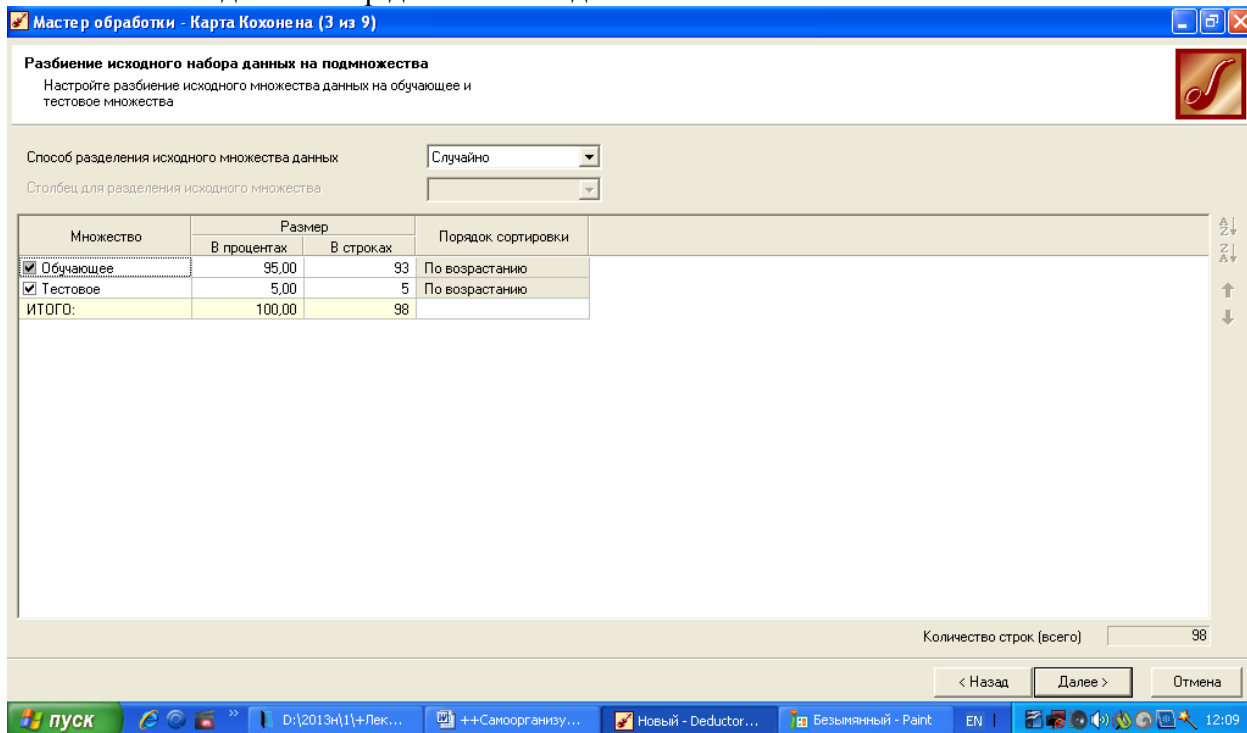 Мастер обработки - Карта Кохонена (3 из 9)
Разбиение исходного набора данных на подмножества
Настройте разбиение исходного множества данных на обучающее и
тестовое множества
Способ разделения исходного множества данных Случайно
Столбец для разделения исходного множества
Множество Размер Порядок сортировки
В процентах В строках
Обучающее 95,00 93 По возрастанию
Тестовое 5,00 5 По возрастанию
ИТОГО: 100,00 98
Количество строк (всего) 98
< Назад Далее > Отмена
пуск D:\2013н\1\+Лек... ++Самоорганизу... Новый - Deductor... Безымянный - Paint EN 12:09